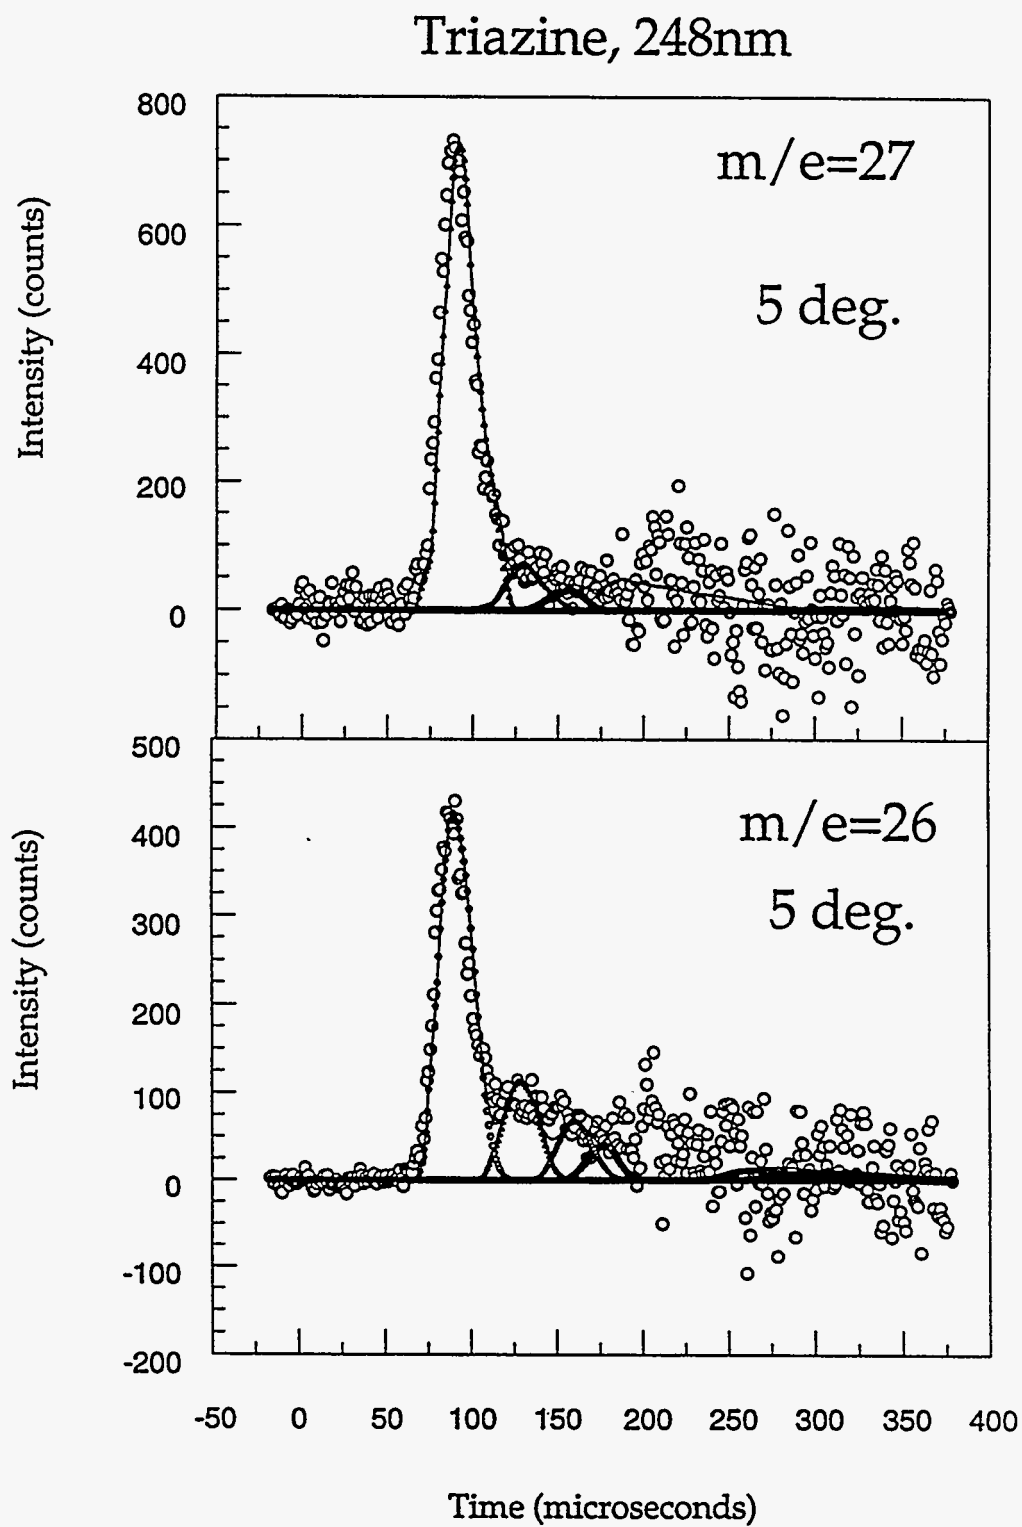 Triazine, 248nm
800
600
400
200
0
Intensity (counts)
m/e=27
5 deg.
500
400
300
200
100
0
-100
-200
Intensity (counts)
m/e=26
5 deg.
-50 0 50 100 150 200 250 300 350 400
Time (microseconds)